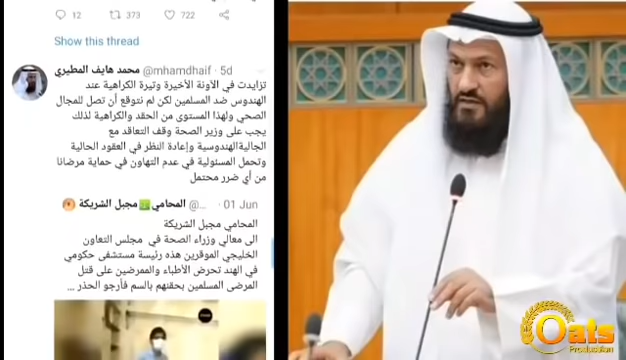 12 373 722
Show this thread
محمد هايف المطيري @mhamdhaif · 5d
تزايدت في الآونة الأخيرة وتيرة الكراهية عند
الهندوس ضد المسلمين لكن لم نتوقع أن تصل للمجال
الصحي ولهذا المستوى من الحقد والكراهية لذلك
يجب على وزير الصحة وقف التعاقد مع
الجاليةالهندوسية وإعادة النظر في العقود الحالية
وتحمل المسئولية في عدم التهاون في حماية مرضانا
من أي ضرر محتمل
المحامي مجبل الشريكة @... · 01 Jun
المحامي مجبل الشريكة
الى معالي وزراء الصحة في مجلس التعاون
الخليجي الموقرين هذه رئيسة مستشفى حكومي
في الهند تحرض الأطباء والممرضين على قتل
المرضى المسلمين بحقنهم بالسم فأرجو الحذر ...
Oats
Production